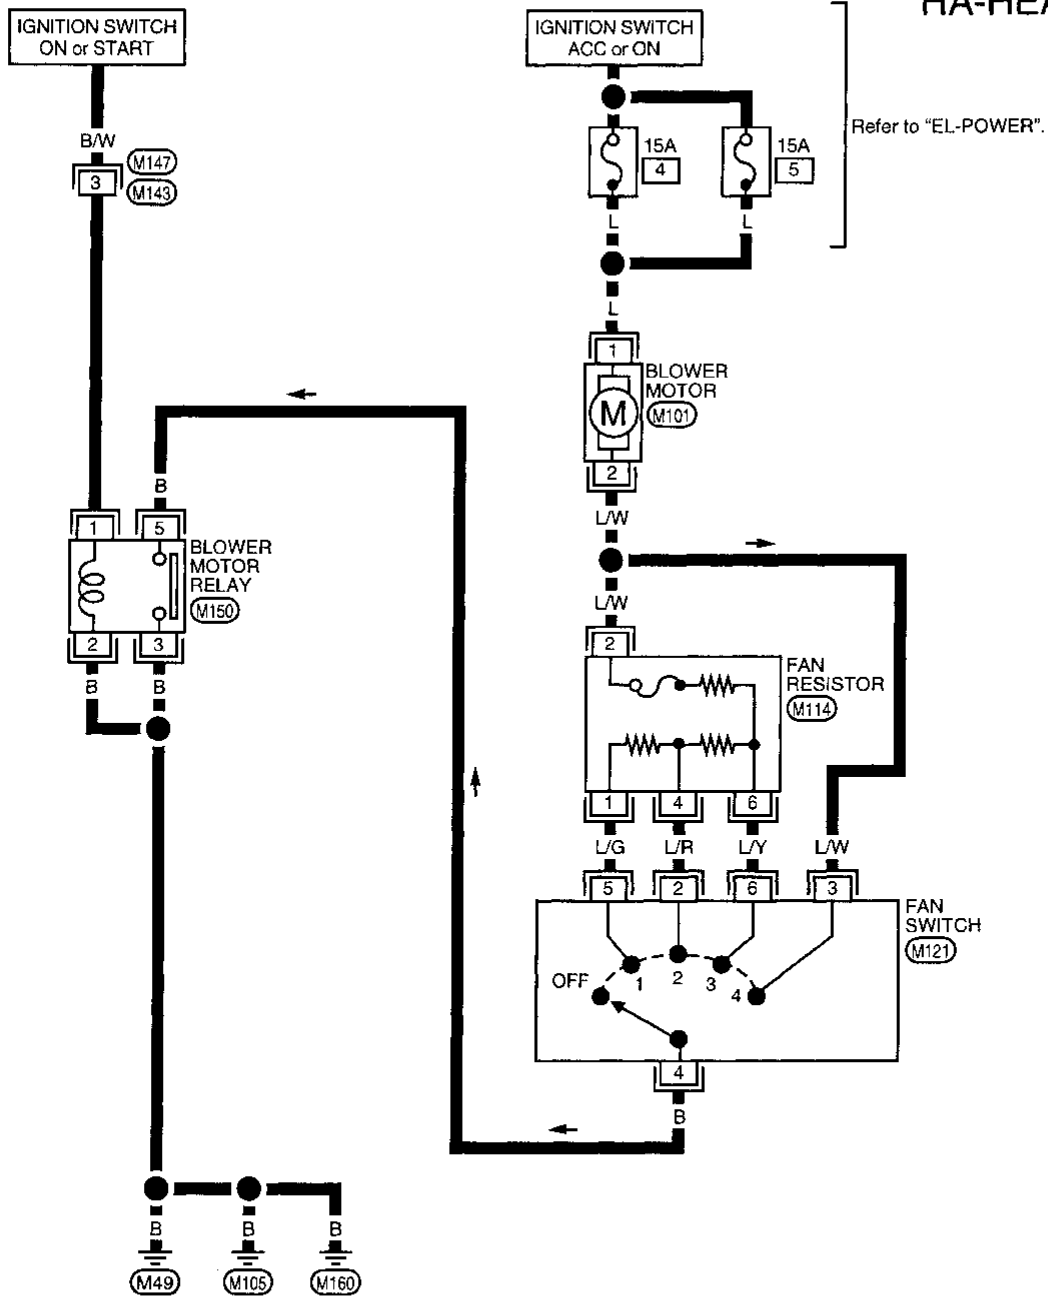 HA-HEA
IGNITION SWITCH
ON or START
IGNITION SWITCH
ACC or ON
Refer to "EL-POWER".
B/W
3
M147
M143
15A
4
15A
5
L
L
L
1
BLOWER
MOTOR
M
M101
2
L/W
B
1
5
BLOWER
MOTOR
RELAY
M150
2
3
B
B
L/W
2
FAN
RESISTOR
M114
1
4
6
L/G
L/R
L/Y
L/W
5
2
6
3
FAN
SWITCH
M121
OFF
1
2
3
4
4
B
B
B
B
M49
M105
M160